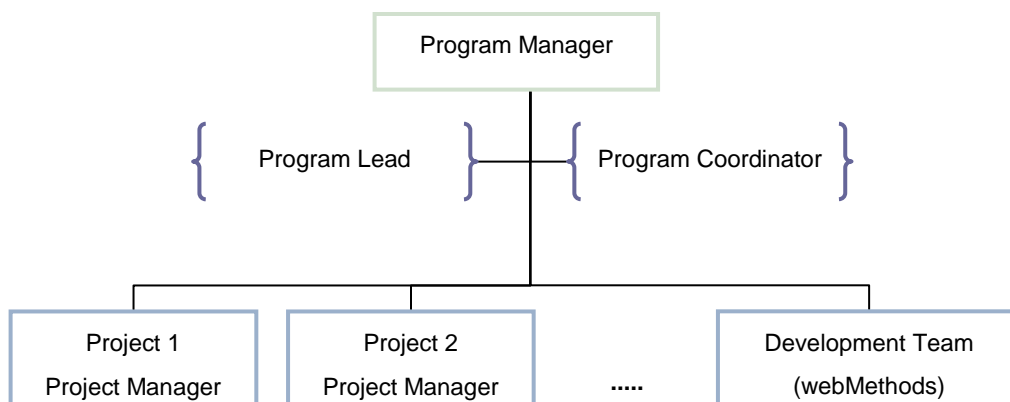 Program Manager
Program Lead
Program Coordinator
Project 1
Project Manager
Project 2
Project Manager
.....
Development Team
(webMethods)